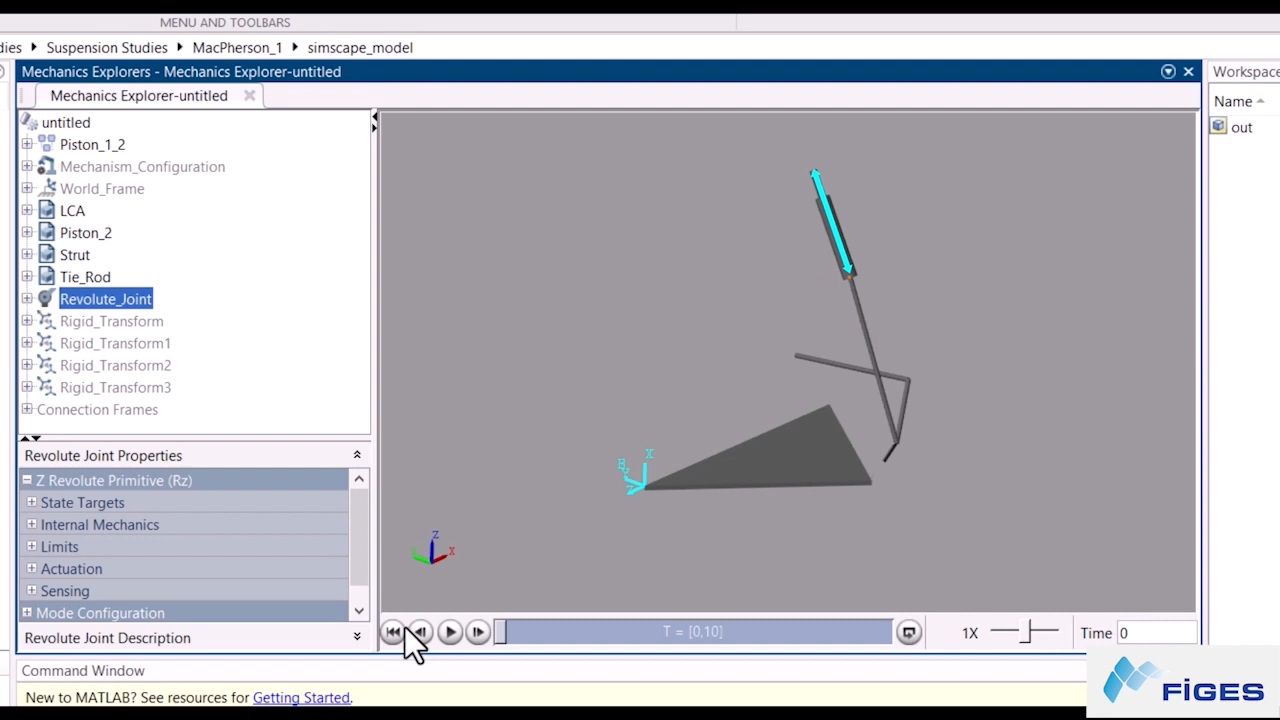 MENU AND TOOLBARS
dies Suspension Studies MacPherson_1 simscape_model
Mechanics Explorers - Mechanics Explorer-untitled
Workspace
Mechanics Explorer-untitled
Name
out
untitled
Piston_1_2
Mechanism_Configuration
World_Frame
LCA
Piston_2
Strut
Tie_Rod
Revolute_Joint
Rigid_Transform
Rigid_Transform1
Rigid_Transform2
Rigid_Transform3
Connection Frames
Revolute Joint Properties
Z Revolute Primitive (Rz)
State Targets
Internal Mechanics
Limits
Actuation
Sensing
Mode Configuration
Revolute Joint Description
X
Z
X
T = [0,10]
1X
Time 0
Command Window
New to MATLAB? See resources for Getting Started.
FIGES